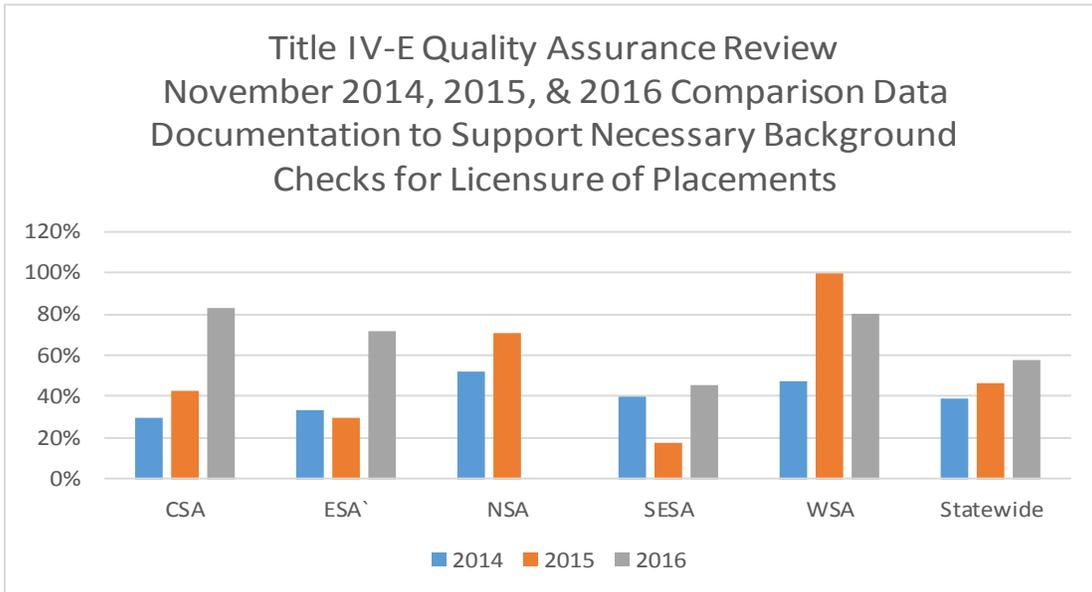 Title IV-E Quality Assurance Review
November 2014, 2015, & 2016 Comparison Data
Documentation to Support Necessary Background
Checks for Licensure of Placements
120%
100%
80%
60%
40%
20%
0%
CSA ESA` NSA SESA WSA Statewide
2014 2015 2016